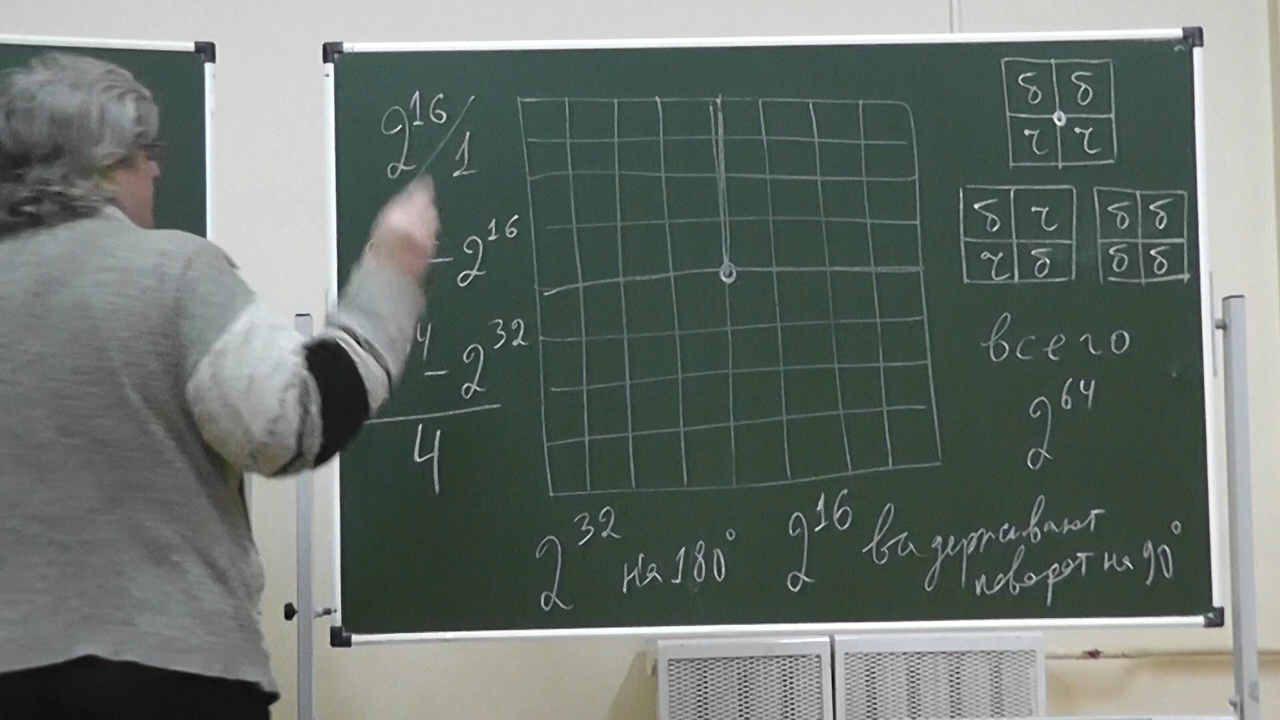 2^16 / 1
- 2^16
4
- 2^32
4
б б
ч ч
б ч
ч б
б б
б б
всего
2^64
2^32 на 180°
2^16 выдерживают
поворот на 90°